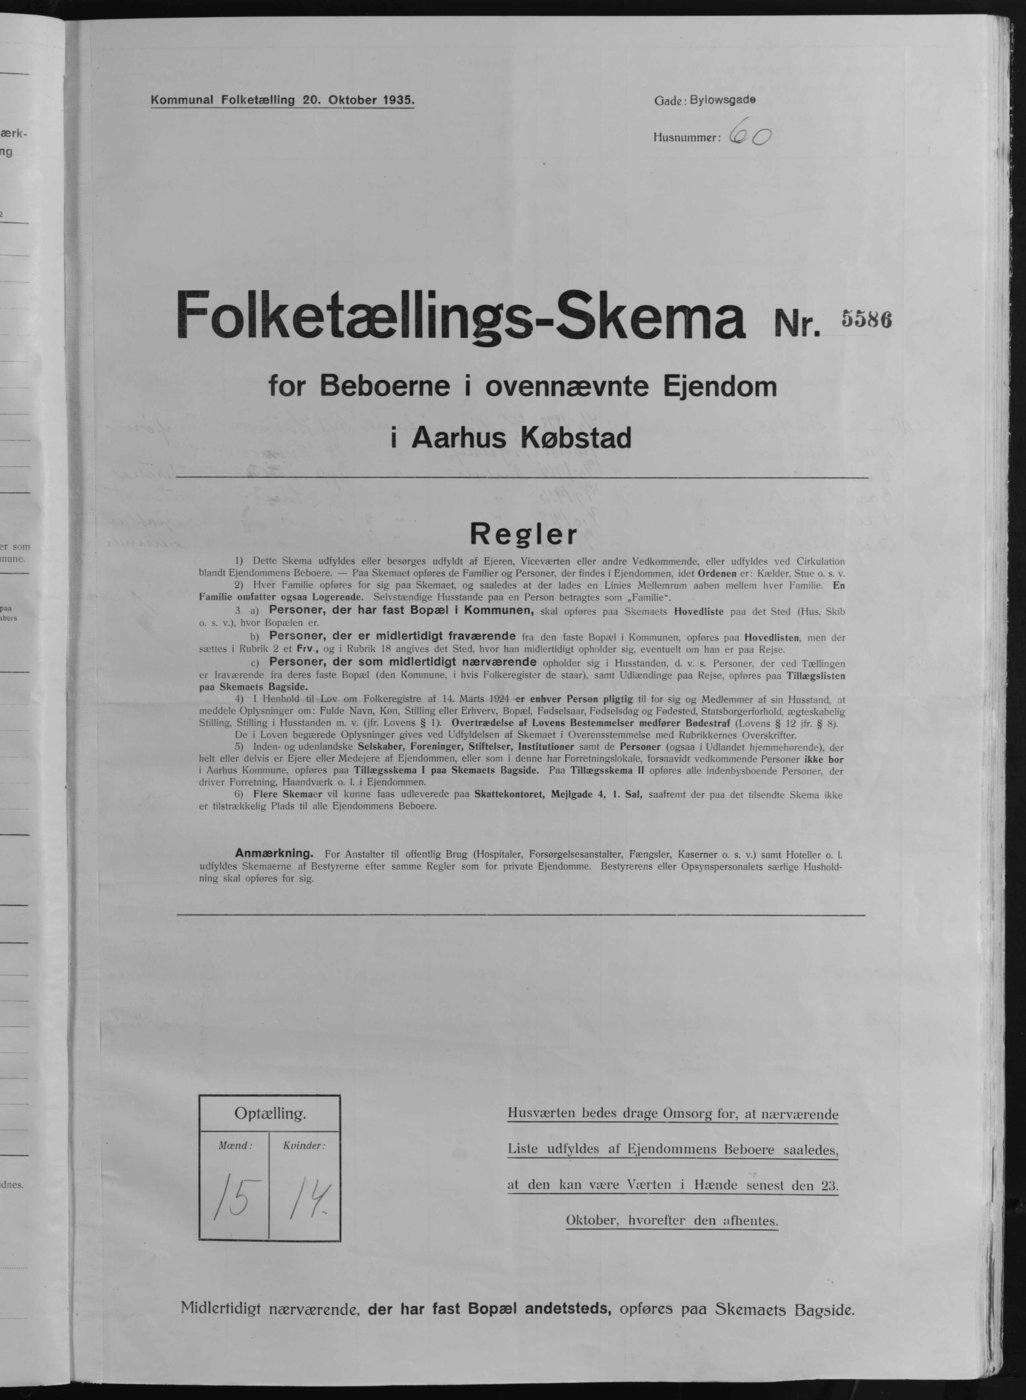 Kommunal Folketælling 20. Oktober 1935.
Gade: Bylowsgade
Husnummer: 60
Folketællings-Skema Nr. 5586
for Beboerne i ovennævnte Ejendom
i Aarhus Købstad
Regler
1) Dette Skema udfyldes eller besørges udfyldt af Ejeren, Viceværten eller andre Vedkommende, eller udfyldes ved Cirkulation
blandt Ejendommens Beboere. — Paa Skemaet opføres de Familier og Personer, der findes i Ejendommen, idet Ordenen er: Kælder, Stue o. s. v.
2) Hver Familie opføres for sig paa Skemaet, og saaledes at der lades en Linies Mellemrum aaben mellem hver Familie. En
Familie omfatter ogsaa Logerende. Selvstændige Husstande paa en Person betragtes som „Familie“.
3 a) Personer, der har fast Bopæl i Kommunen, skal opføres paa Skemaets Hovedliste paa det Sted (Hus, Skib
o. s. v.), hvor Bopælen er.
b) Personer, der er midlertidigt fraværende fra den faste Bopæl i Kommunen, opføres paa Hovedlisten, men der
sættes i Rubrik 2 et Frv., og i Rubrik 18 angives det Sted, hvor han midlertidigt opholder sig, eventuelt om han er paa Rejse.
c) Personer, der som midlertidigt nærværende opholder sig i Husstanden, d. v. s. Personer, der ved Tællingen
er fraværende fra deres faste Bopæl (den Kommune, i hvis Folkeregister de staar), samt Udlændinge paa Rejse, opføres paa Tillægslisten
paa Skemaets Bagside.
4) I Henhold til Lov om Folkeregistre af 14. Marts 1924 er enhver Person pligtig til for sig og Medlemmer af sin Husstand, at
meddele Oplysninger om: Fulde Navn, Køn, Stilling eller Erhverv, Bopæl, Fødselsaar, Fødselsdag og Fødested, Statsborgerforhold, ægteskabelig
Stilling, Stilling i Husstanden m. v. (jfr. Lovens § 1). Overtrædelse af Lovens Bestemmelser medfører Bødestraf (Lovens § 12 jfr. § 8).
De i Loven begærede Oplysninger gives ved Udfyldelsen af Skemaet i Overensstemmelse med Rubrikkernes Overskrifter.
5) Inden- og udenlandske Selskaber, Foreninger, Stiftelser, Institutioner samt de Personer (ogsaa i Udlandet hjemmehørende), der
helt eller delvis er Ejere eller Medejere af Ejendommen, eller som i denne har Forretningslokale, forsaavidt vedkommende Personer ikke bor
i Aarhus Kommune, opføres paa Tillægsskema I paa Skemaets Bagside. Paa Tillægsskema II opføres alle indenbysboende Personer, der
driver Forretning, Haandværk o. l. i Ejendommen.
6) Flere Skemaer vil kunne faas udleverede paa Skattekontoret, Mejlgade 4, 1. Sal, saafremt der paa det tilsendte Skema ikke
er tilstrækkelig Plads til alle Ejendommens Beboere.
Anmærkning. For Anstalter til offentlig Brug (Hospitaler, Forsørgelsesanstalter, Fængsler, Kaserner o. s. v.) samt Hoteller o. l.
udfyldes Skemaerne af Bestyrerne efter samme Regler som for private Ejendomme. Bestyrerens eller Opsynspersonalets særlige Hushold-
ning skal opføres for sig.
Optælling.
Mænd: Kvinder:
15 14.
Husværten bedes drage Omsorg for, at nærværende
Liste udfyldes af Ejendommens Beboere saaledes,
at den kan være Værten i Hænde senest den 23.
Oktober, hvorefter den afhentes.
Midlertidigt nærværende, der har fast Bopæl andetsteds, opføres paa Skemaets Bagside.